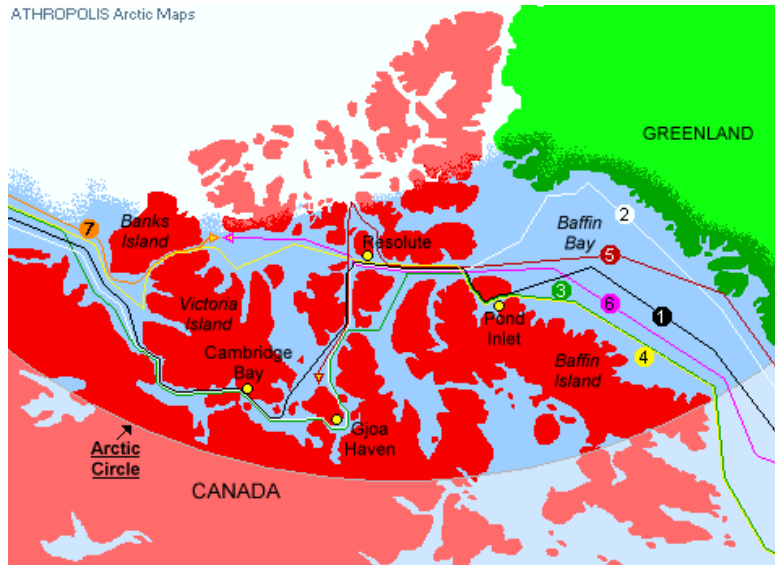 ATHROPOLIS Arctic Maps
GREENLAND
2
7
Banks
Island
Baffin
Bay
Resolute
5
3
6
1
Victoria
Island
Pond
Inlet
4
Cambridge
Bay
Baffin
Island
Gjoa
Haven
Arctic
Circle
CANADA